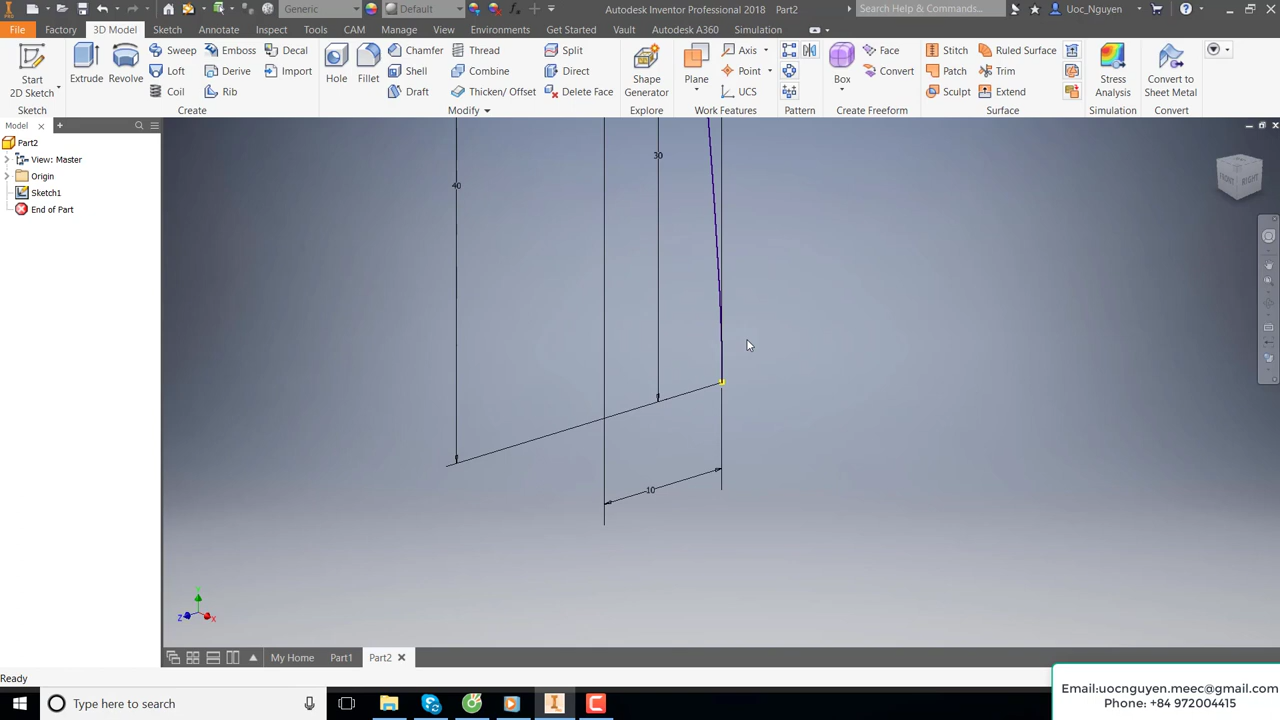 Generic
Default
Autodesk Inventor Professional 2018 Part2
Search Help & Commands...
Uoc_Nguyen
File Factory 3D Model Sketch Annotate Inspect Tools CAM Manage View Environments Get Started Vault Autodesk A360 Simulation
Start
2D Sketch
Extrude
Revolve
Sweep
Emboss
Decal
Loft
Derive
Import
Coil
Rib
Hole
Fillet
Chamfer
Thread
Split
Shell
Combine
Direct
Draft
Thicken/ Offset
Delete Face
Shape
Generator
Plane
Axis
Point
UCS
Box
Face
Convert
Stitch
Ruled Surface
Patch
Trim
Sculpt
Extend
Stress
Analysis
Convert to
Sheet Metal
Sketch Create Modify Explore Work Features Pattern Create Freeform Surface Simulation Convert
Model
Part2
View: Master
Origin
Sketch1
End of Part
40
30
10
FRONT
RIGHT
Y
Z
X
My Home Part1 Part2
Ready
Type here to search
Email:uocnguyen.meec@gmail.com
Phone: +84 972004415